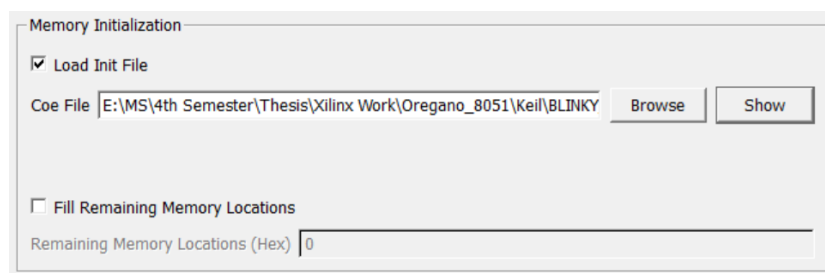 Memory Initialization
Load Init File
Coe File E:\MS\4th Semester\Thesis\Xilinx Work\Oregano_8051\Keil\BLINKY Browse Show
Fill Remaining Memory Locations
Remaining Memory Locations (Hex) 0